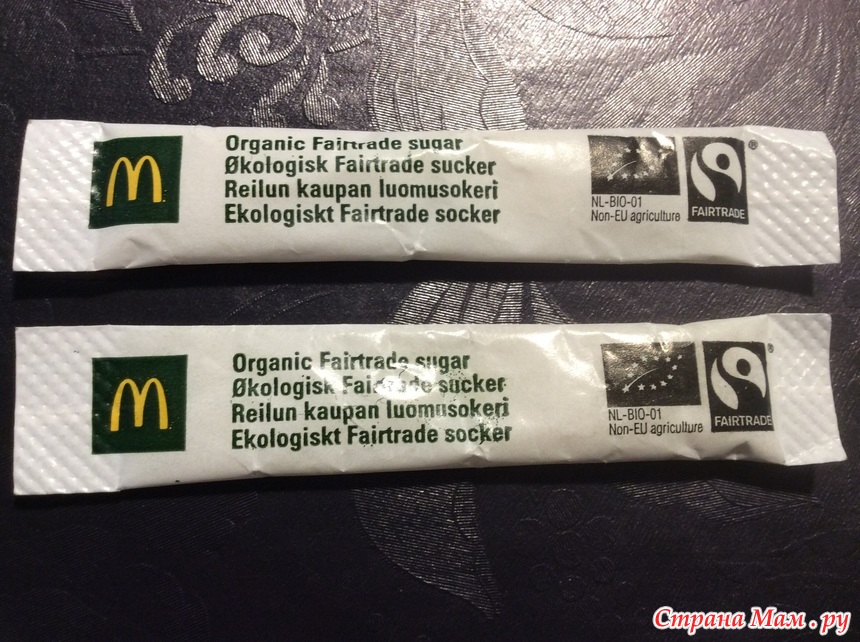 Organic Fairtrade sugar
Økologisk Fairtrade sucker
Reilun kaupan luomusokeri
Ekologiskt Fairtrade socker
NL-BIO-01
Non-EU agriculture
®
FAIRTRADE
Organic Fairtrade sugar
Økologisk Fairtrade sucker
Reilun kaupan luomusokeri
Ekologiskt Fairtrade socker
NL-BIO-01
Non-EU agriculture
®
FAIRTRADE
Страна Мам.ру